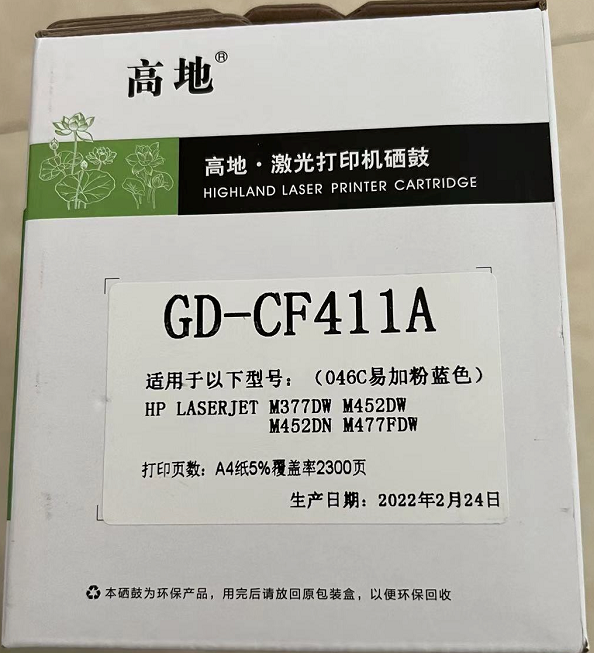 高地®
高地·激光打印机硒鼓
HIGHLAND LASER PRINTER CARTRIDGE
GD-CF411A
适用于以下型号：（046C易加粉蓝色）
HP LASERJET M377DW M452DW
M452DN M477FDW
打印页数：A4纸5%覆盖率2300页
生产日期：2022年2月24日
本硒鼓为环保产品，用完后请放回原包装盒，以便环保回收